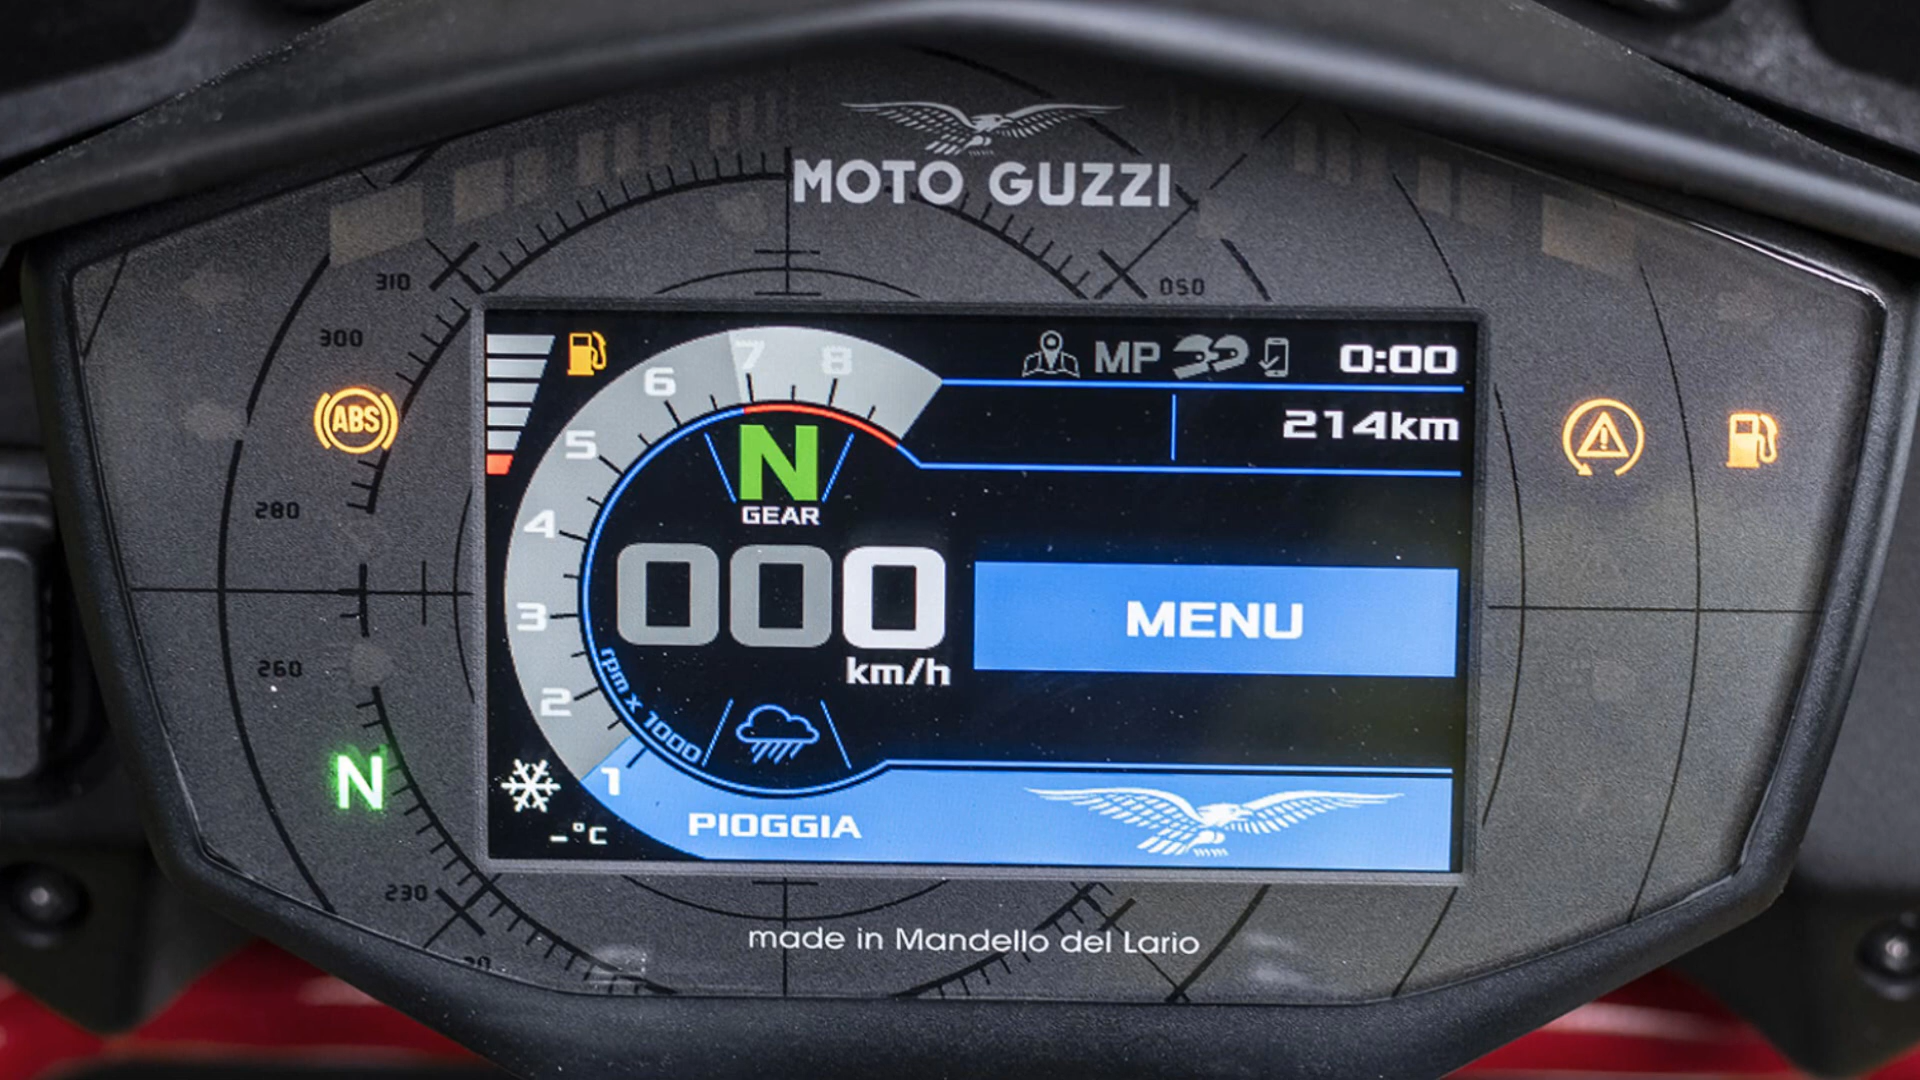 MOTO GUZZI
310
050
300
280
260
230
ABS
MP
0:00
214km
8
7
6
5
4
3
2
1
N
GEAR
000
km/h
MENU
rpm x 1000
N
-°C
PIOGGIA
made in Mandello del Lario